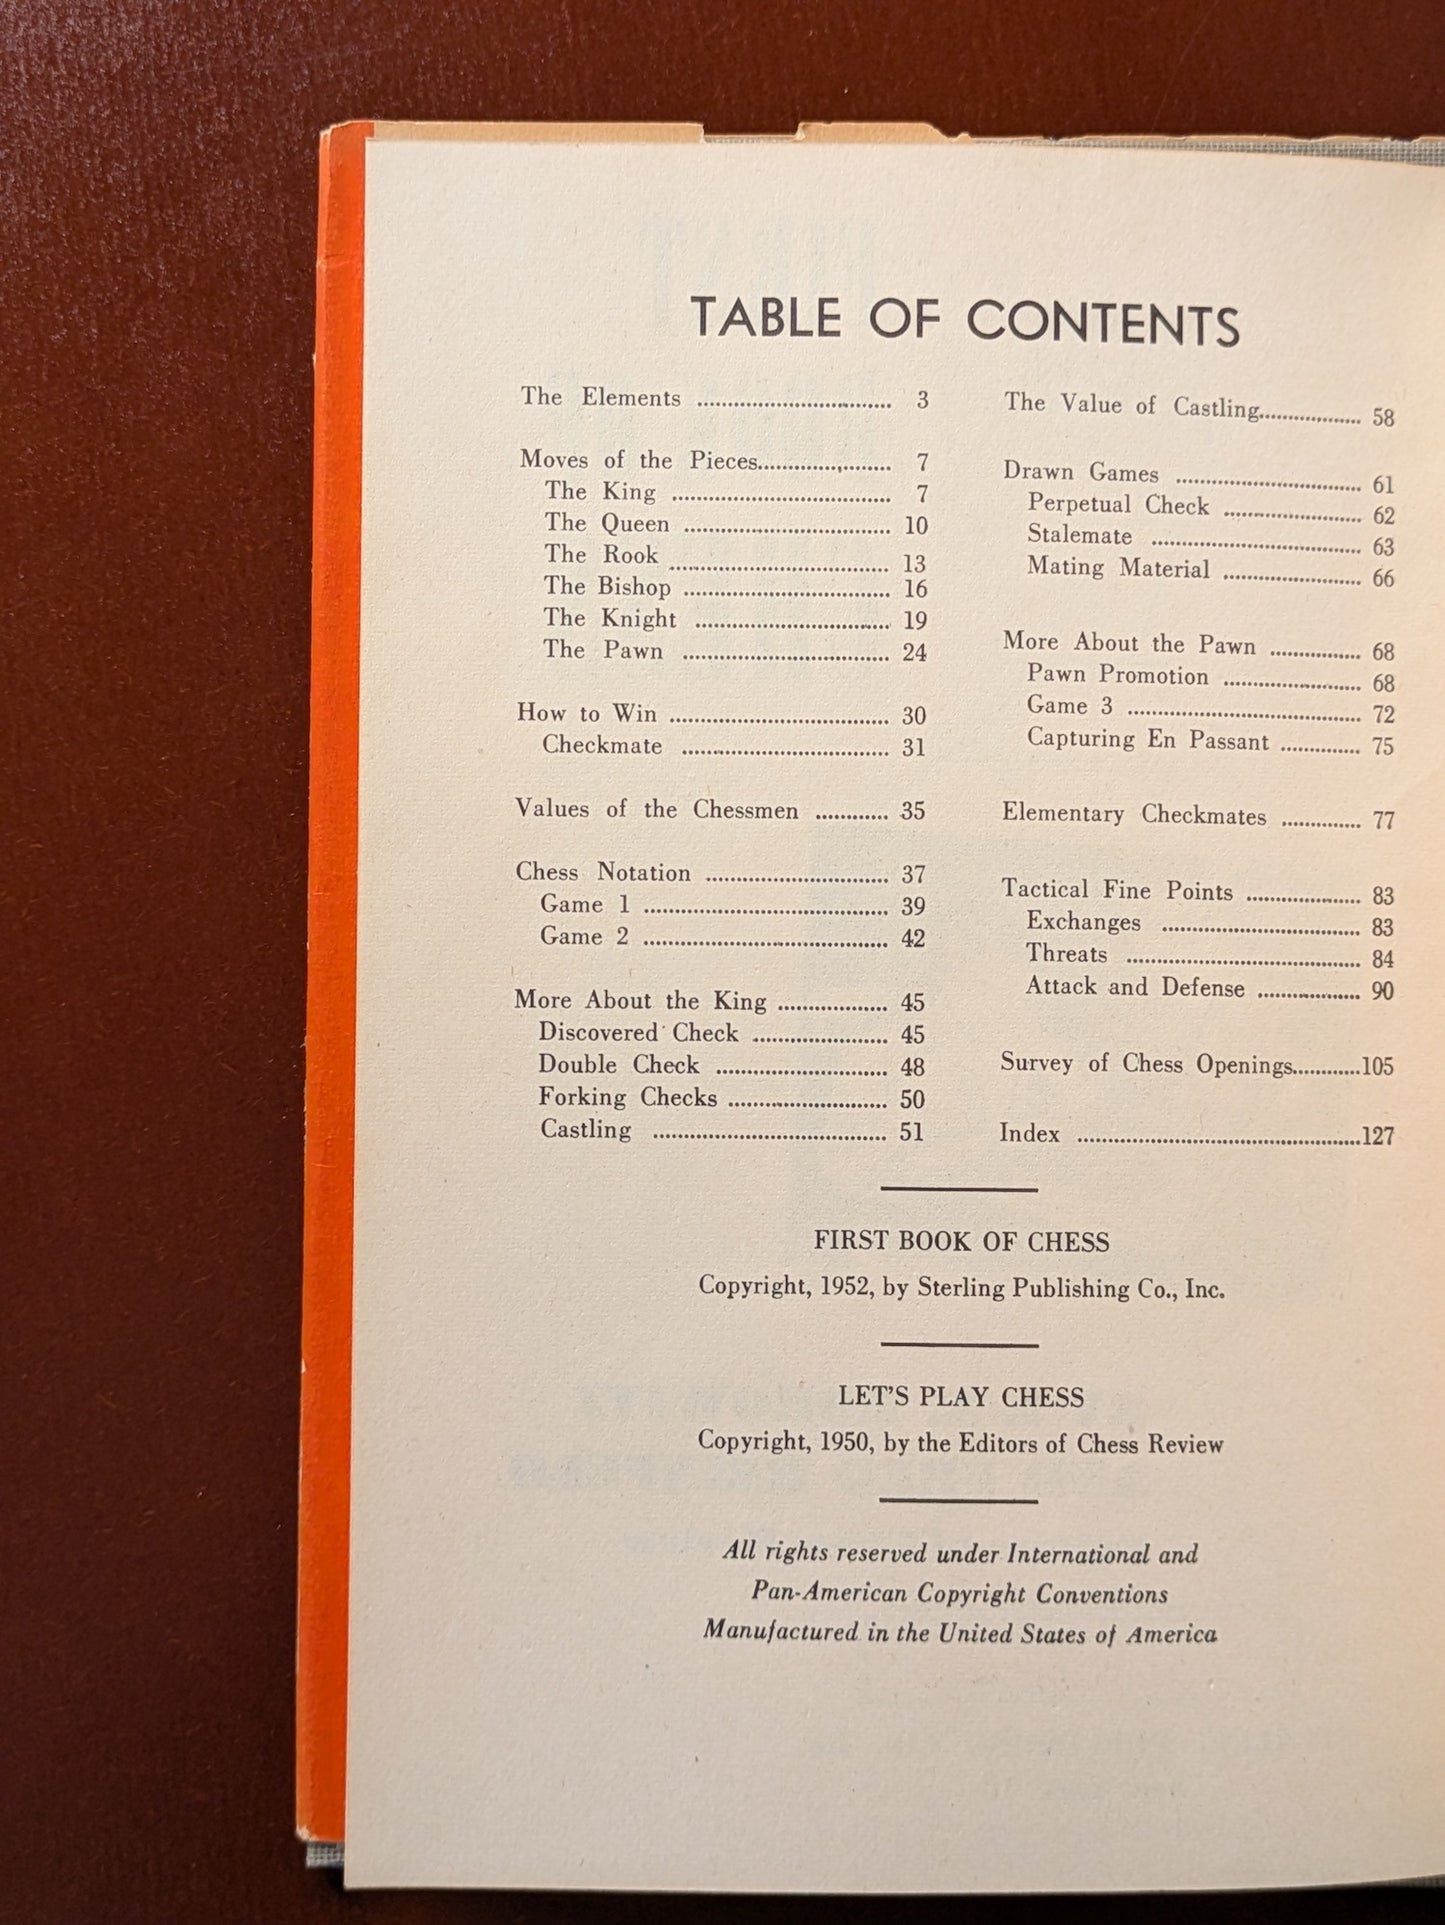 TABLE OF CONTENTS
The Elements ................................ 3
Moves of the Pieces...................... 7
The King .................................... 7
The Queen .................................. 10
The Rook .................................... 13
The Bishop .................................. 16
The Knight ................................ 19
The Pawn .................................. 24
How to Win .................................... 30
Checkmate .................................. 31
Values of the Chessmen ............ 35
Chess Notation .............................. 37
Game 1 ........................................ 39
Game 2 ........................................ 42
More About the King .................. 45
Discovered Check ...................... 45
Double Check ............................ 48
Forking Checks .......................... 50
Castling ...................................... 51
The Value of Castling................. 58
Drawn Games .............................. 61
Perpetual Check ....................... 62
Stalemate .................................. 63
Mating Material ....................... 66
More About the Pawn ............... 68
Pawn Promotion ....................... 68
Game 3 ...................................... 72
Capturing En Passant ............. 75
Elementary Checkmates ............. 77
Tactical Fine Points ................... 83
Exchanges ................................. 83
Threats ...................................... 84
Attack and Defense ................. 90
Survey of Chess Openings...........105
Index ..............................................127
FIRST BOOK OF CHESS
Copyright, 1952, by Sterling Publishing Co., Inc.
LET'S PLAY CHESS
Copyright, 1950, by the Editors of Chess Review
All rights reserved under International and
Pan-American Copyright Conventions
Manufactured in the United States of America